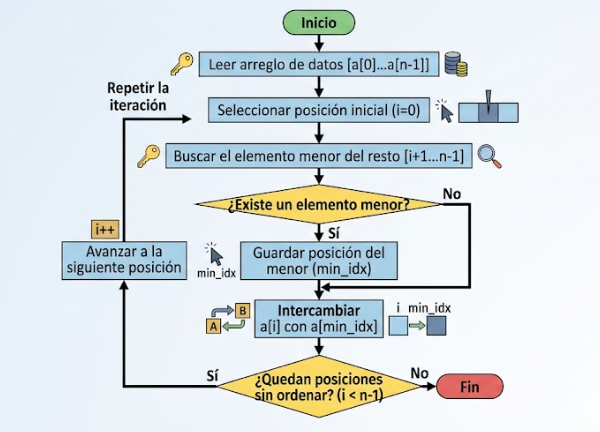 Inicio
Leer arreglo de datos [a[0]...a[n-1]]
Repetir la
iteración
Seleccionar posición inicial (i=0)
Buscar el elemento menor del resto [i+1...n-1]
¿Existe un elemento menor?
No
Sí
i++
Avanzar a la
siguiente posición
min_idx
Guardar posición del
menor (min_idx)
A
B
Intercambiar
a[i] con a[min_idx]
i min_idx
Sí
¿Quedan posiciones
sin ordenar? (i < n-1)
No
Fin